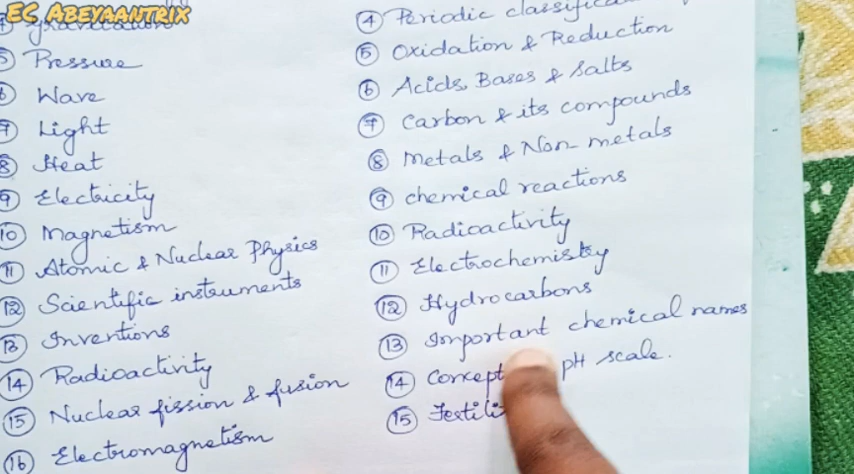 EC ABEYAANTRIX
5 Pressure
6 Wave
7 Light
8 Heat
9 Electricity
10 Magnetism
11 Atomic & Nuclear Physics
12 Scientific instruments
13 Inventions
14 Radioactivity
15 Nuclear fission & fusion
16 Electromagnetism
4 Periodic
5 Oxidation & Reduction
6 Acids, Bases & Salts
7 Carbon & its compounds
8 Metals & Non-metals
9 chemical reactions
10 Radioactivity
11 Electrochemistry
12 Hydrocarbons
13 Important chemical names
14 Concept pH scale.
15